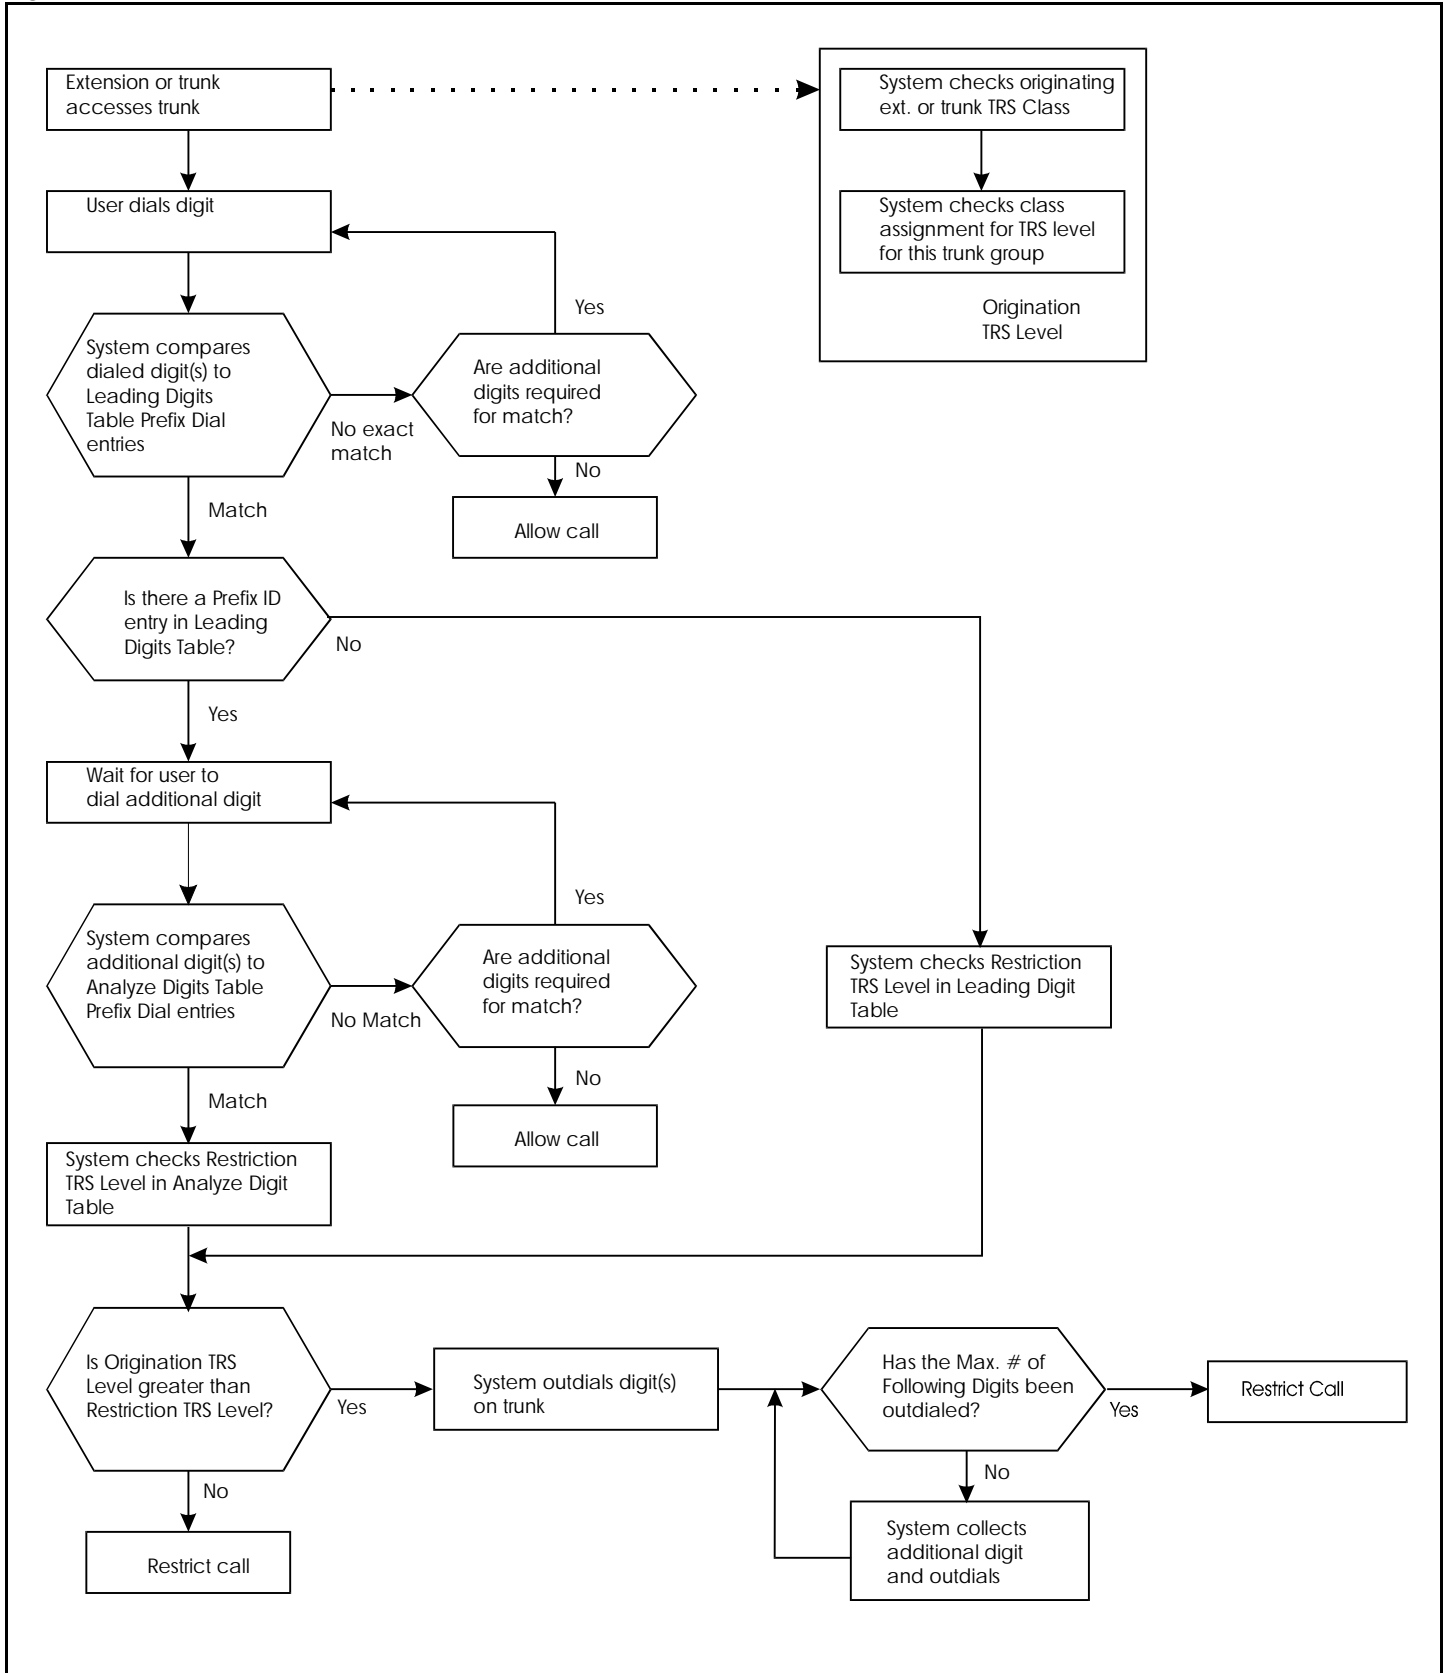 Extension or trunk
accesses trunk
System checks originating
ext. or trunk TRS Class
User dials digit
System checks class
assignment for TRS level
for this trunk group
Origination
TRS Level
System compares
dialed digit(s) to
Leading Digits
Table Prefix Dial
entries
No exact
match
Yes
Are additional
digits required
for match?
No
Allow call
Match
Is there a Prefix ID
entry in Leading
Digits Table?
No
Yes
Wait for user to
dial additional digit
System compares
additional digit(s) to
Analyze Digits Table
Prefix Dial entries
No Match
Yes
Are additional
digits required
for match?
No
Allow call
System checks Restriction
TRS Level in Leading Digit
Table
Match
System checks Restriction
TRS Level in Analyze Digit
Table
Is Origination TRS
Level greater than
Restriction TRS Level?
Yes
System outdials digit(s)
on trunk
Has the Max. # of
Following Digits been
outdialed?
Yes
Restrict Call
No
System collects
additional digit
and outdials
No
Restrict call